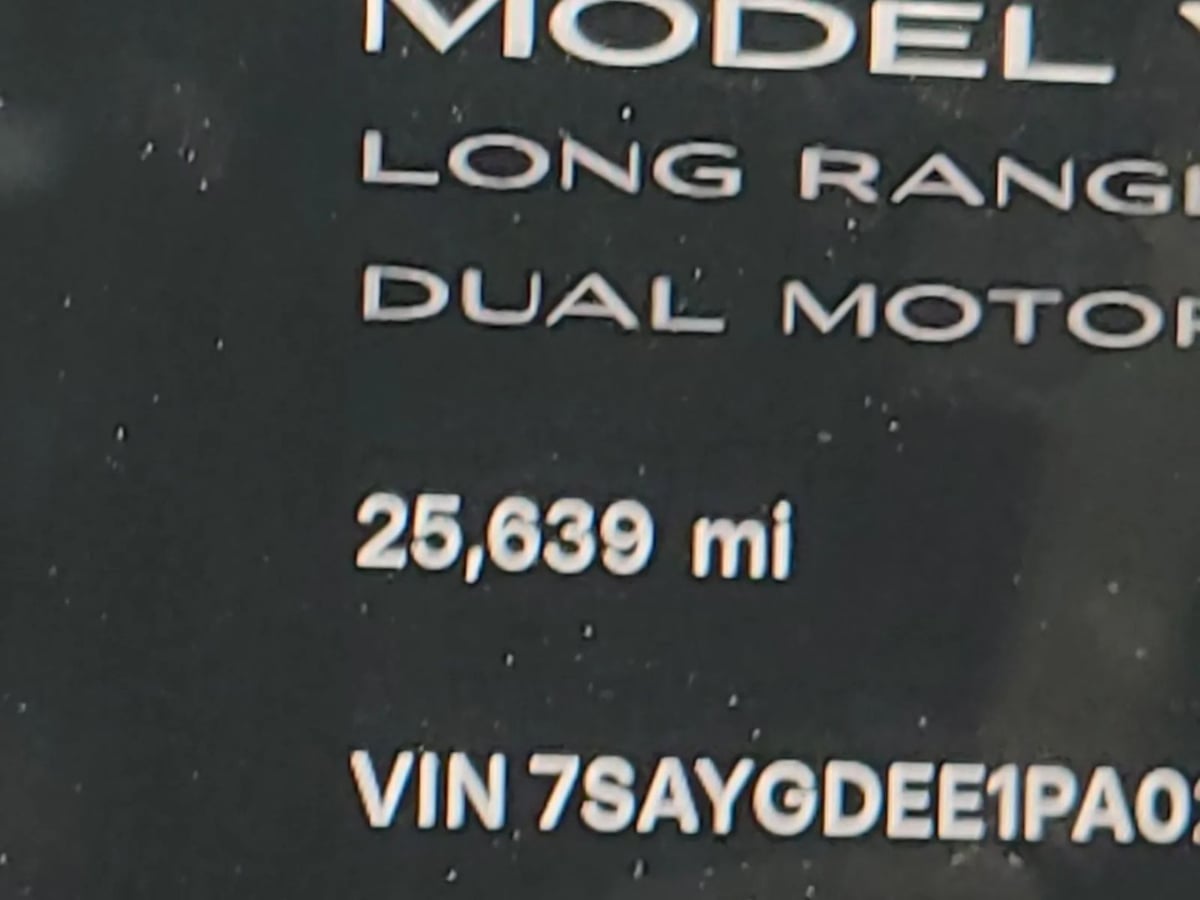 MODEL
LONG RANGE
DUAL MOTOR
25,639 mi
VIN 7SAYGDEE1PA0